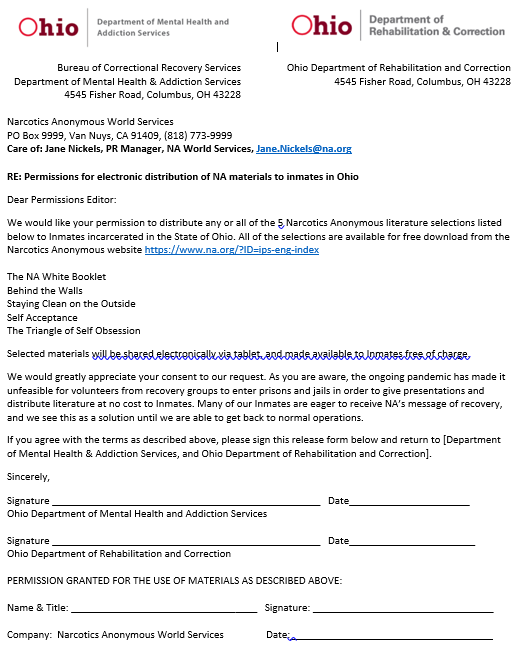 Ohio
Department of Mental Health and
Addiction Services
Ohio
Department of
Rehabilitation & Correction
Bureau of Correctional Recovery Services
Department of Mental Health & Addiction Services
4545 Fisher Road, Columbus, OH 43228
Ohio Department of Rehabilitation and Correction
4545 Fisher Road, Columbus, OH 43228
Narcotics Anonymous World Services
PO Box 9999, Van Nuys, CA 91409, (818) 773-9999
Care of: Jane Nickels, PR Manager, NA World Services, Jane.Nickels@na.org
RE: Permissions for electronic distribution of NA materials to inmates in Ohio
Dear Permissions Editor:
We would like your permission to distribute any or all of the 5 Narcotics Anonymous literature selections listed
below to Inmates incarcerated in the State of Ohio. All of the selections are available for free download from the
Narcotics Anonymous website https://www.na.org/?ID=ips-eng-index
The NA White Booklet
Behind the Walls
Staying Clean on the Outside
Self Acceptance
The Triangle of Self Obsession
Selected materials will be shared electronically via tablet, and made available to Inmates free of charge.
We would greatly appreciate your consent to our request. As you are aware, the ongoing pandemic has made it
unfeasible for volunteers from recovery groups to enter prisons and jails in order to give presentations and
distribute literature at no cost to Inmates. Many of our Inmates are eager to receive NA's message of recovery,
and we see this as a solution until we are able to get back to normal operations.
If you agree with the terms as described above, please sign this release form below and return to [Department
of Mental Health & Addiction Services, and Ohio Department of Rehabilitation and Correction].
Sincerely,
Signature ______ Date______
Ohio Department of Mental Health and Addiction Services
Signature ______ Date______
Ohio Department of Rehabilitation and Correction
PERMISSION GRANTED FOR THE USE OF MATERIALS AS DESCRIBED ABOVE:
Name & Title: ______ Signature: ______
Company: Narcotics Anonymous World Services Date:______